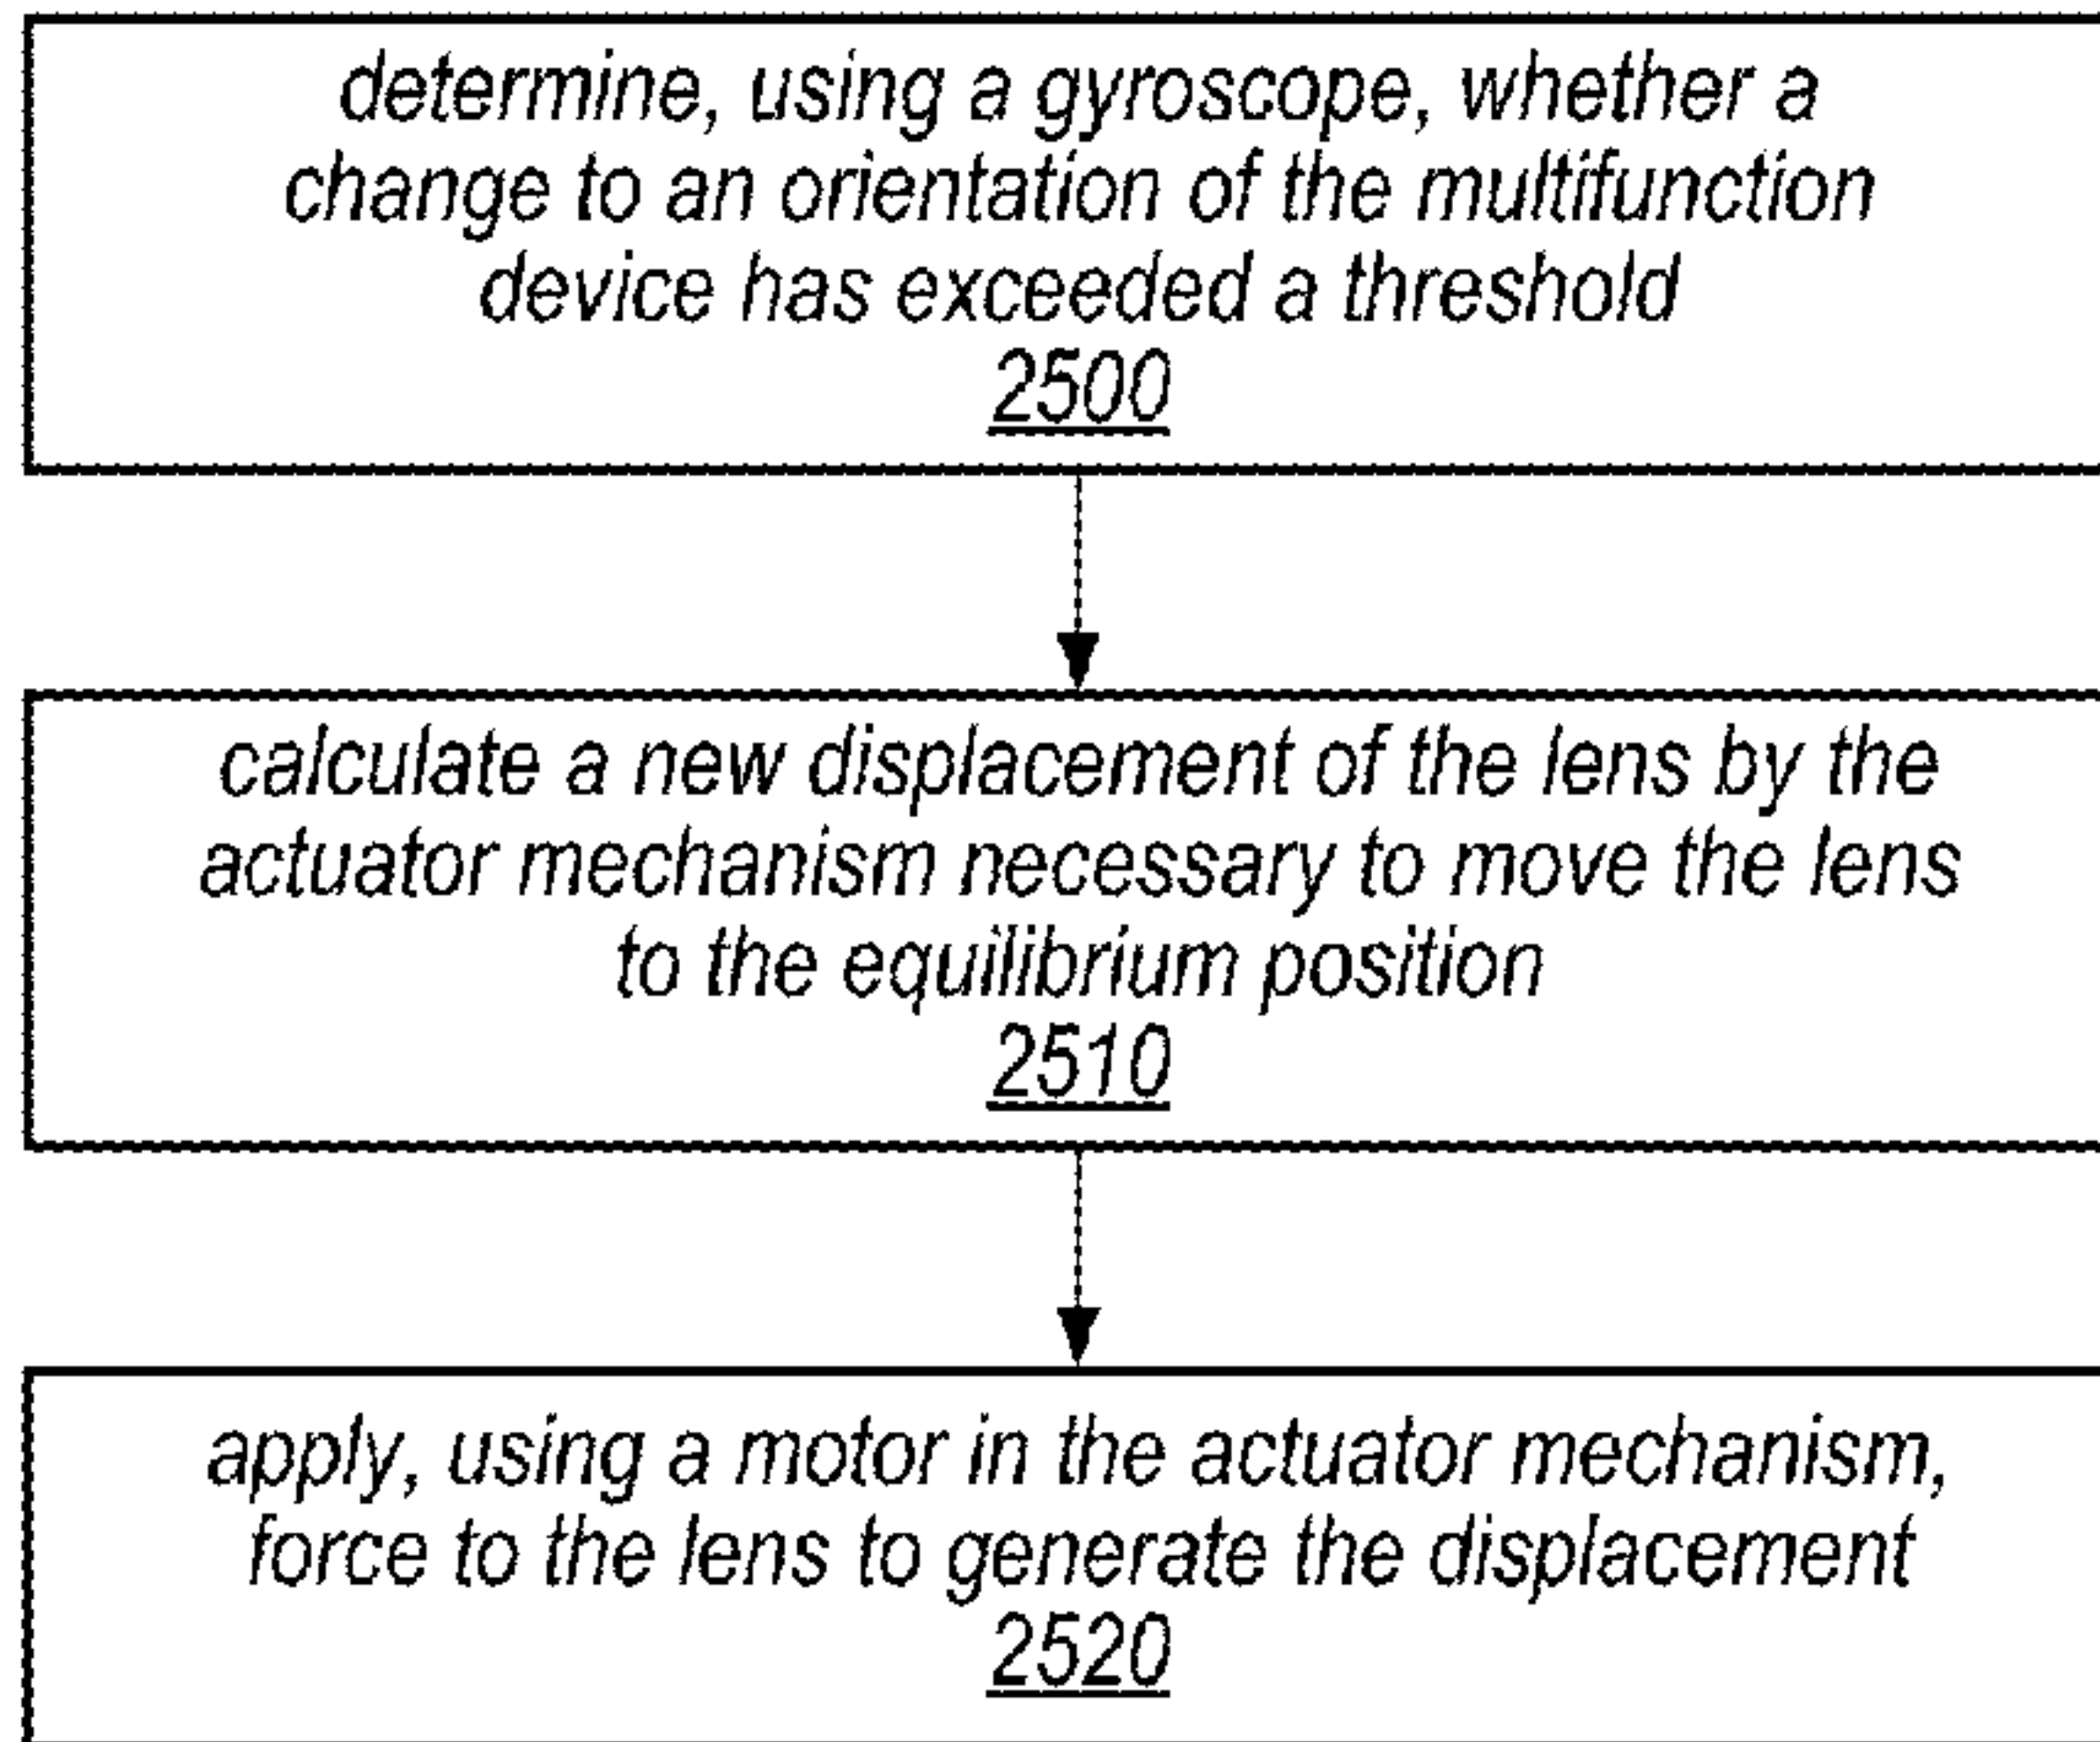 determine, using a gyroscope, whether a
change to an orientation of the multifunction
device has exceeded a threshold
2500
calculate a new displacement of the lens by the
actuator mechanism necessary to move the lens
to the equilibrium position
2510
apply, using a motor in the actuator mechanism,
force to the lens to generate the displacement
2520